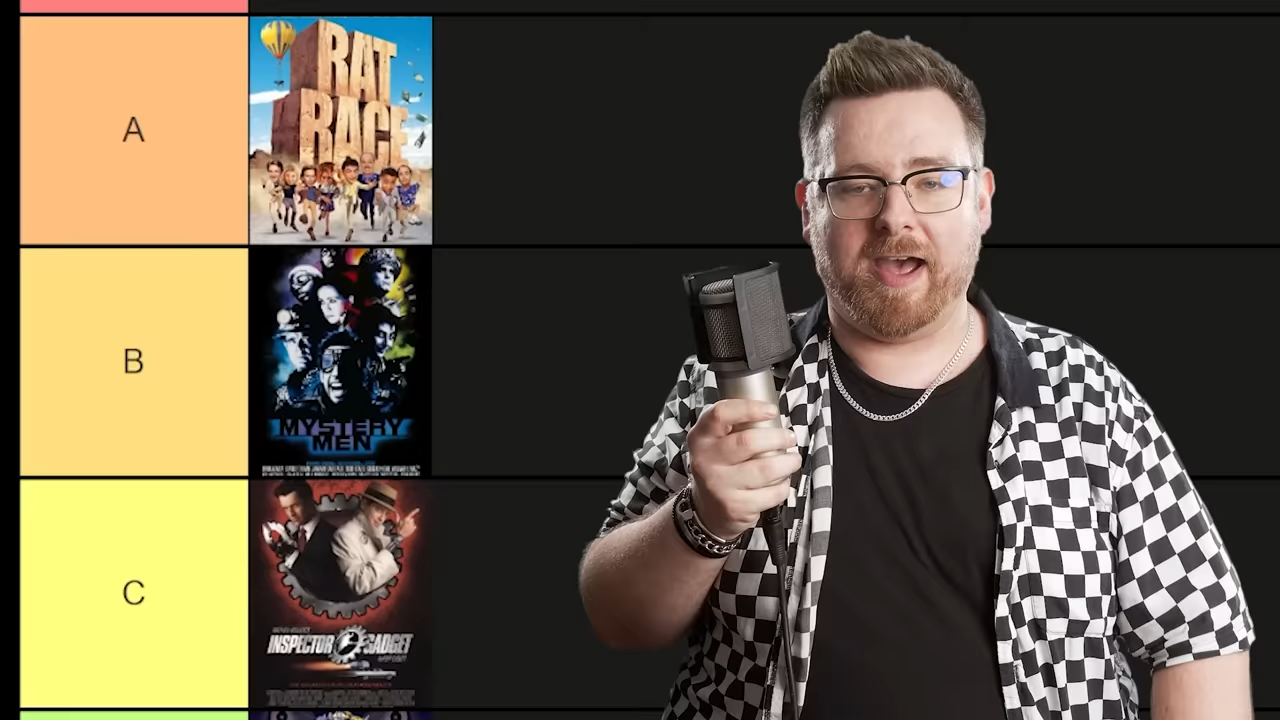 A
RAT
RACE
B
MYSTERY
MEN
C
INSPECTOR GADGET